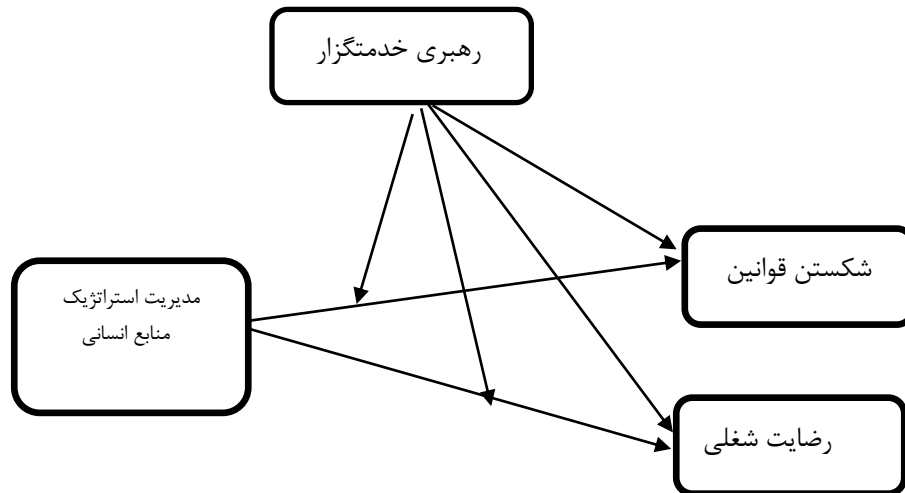 رهبری خدمتگزار
شکستن قوانین
مدیریت استراتژیک
منابع انسانی
رضایت شغلی